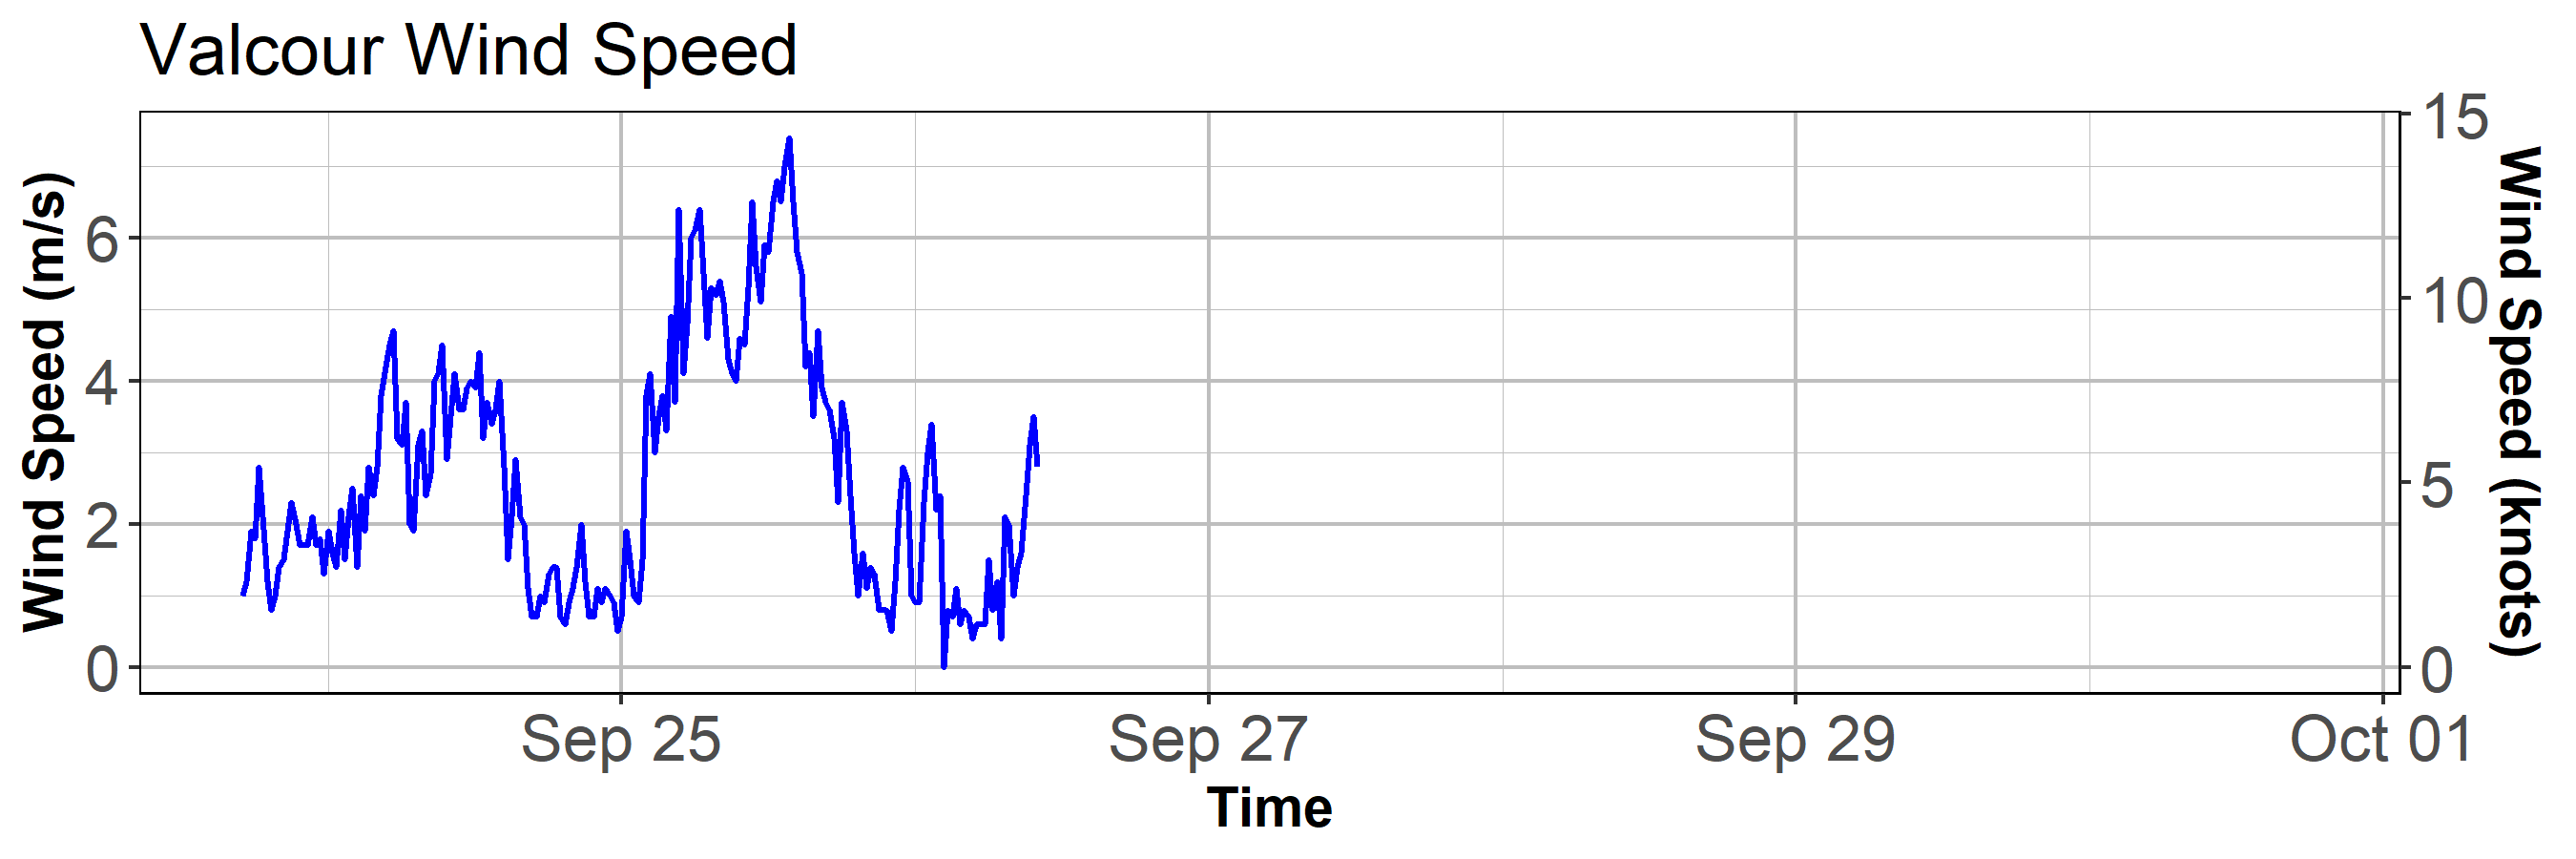 Valcour Wind Speed
Wind Speed (m/s)
6
4
2
0
15
10
5
0
Wind Speed (knots)
Sep 25 Sep 27 Sep 29 Oct 01
Time